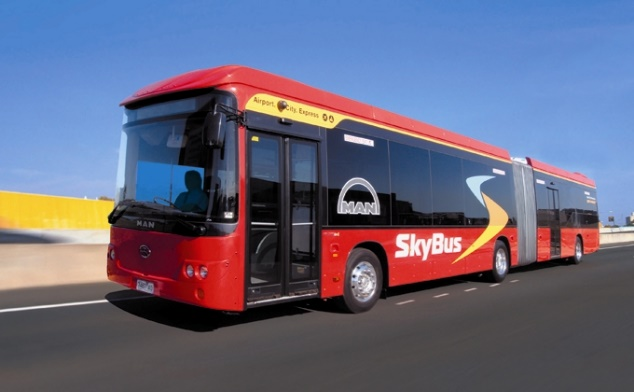 Airport, City, Express
MAN
MAN
SkyBus